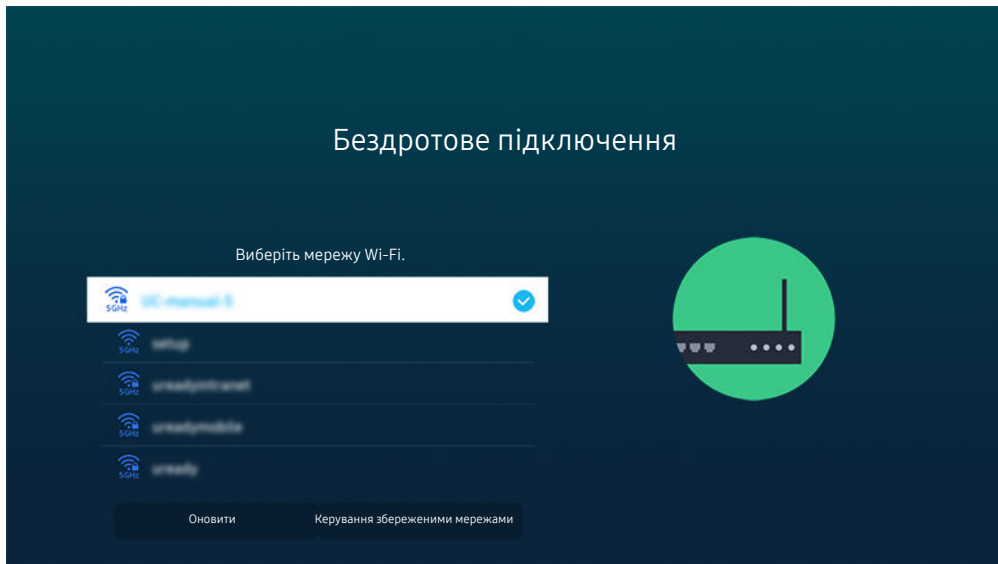 Бездротове підключення
Виберіть мережу Wi-Fi.
5GHz UC-manual-5
5GHz setup
5GHz ureadyintranet
5GHz ureadymobile
5GHz uready
Оновити
Керування збереженими мережами